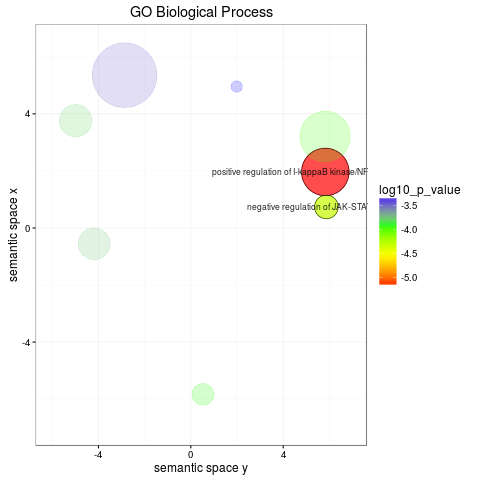 GO Biological Process
4
0
-4
semantic space x
positive regulation of I-kappaB kinase/NF
negative regulation of JAK-STAT
-4
0
4
semantic space y
log10_p_value
-3.5
-4.0
-4.5
-5.0